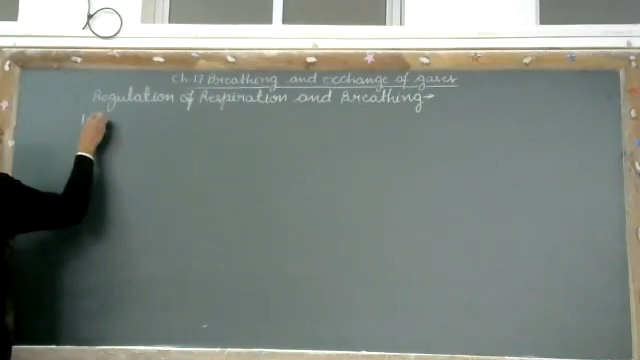 Ch 17 Breathing and exchange of gases
Regulation of Respiration and Breathing→